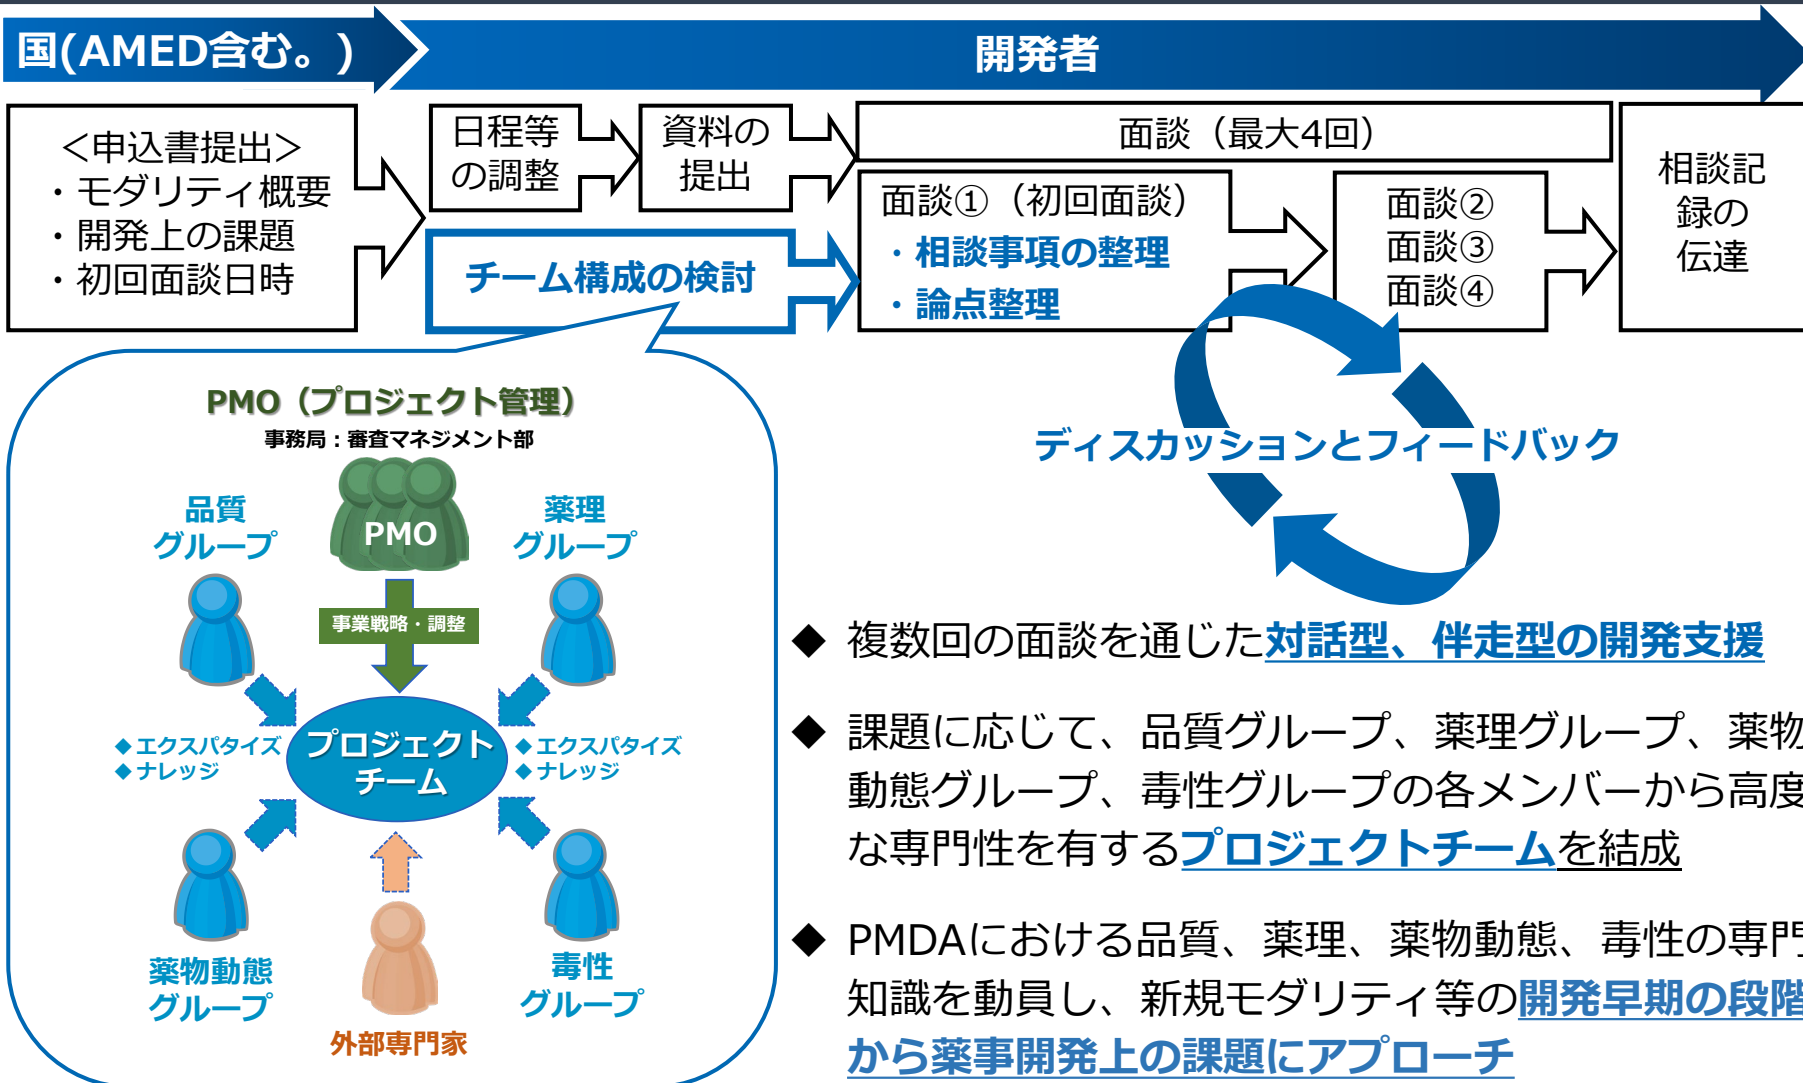 国(AMED含む。)
開発者
＜申込書提出＞
・モダリティ概要
・開発上の課題
・初回面談日時
日程等
の調整
資料の
提出
チーム構成の検討
面談（最大4回）
面談①（初回面談）
・相談事項の整理
・論点整理
面談②
面談③
面談④
相談記
録の
伝達
ディスカッションとフィードバック
PMO（プロジェクト管理）
事務局：審査マネジメント部
品質
グループ
PMO
薬理
グループ
事業戦略・調整
◆エクスパタイズ
◆ナレッジ
プロジェクト
チーム
◆エクスパタイズ
◆ナレッジ
薬物動態
グループ
外部専門家
毒性
グループ
◆ 複数回の面談を通じた対話型、伴走型の開発支援
◆ 課題に応じて、品質グループ、薬理グループ、薬物
動態グループ、毒性グループの各メンバーから高度
な専門性を有するプロジェクトチームを結成
◆ PMDAにおける品質、薬理、薬物動態、毒性の専門
知識を動員し、新規モダリティ等の開発早期の段階
から薬事開発上の課題にアプローチ